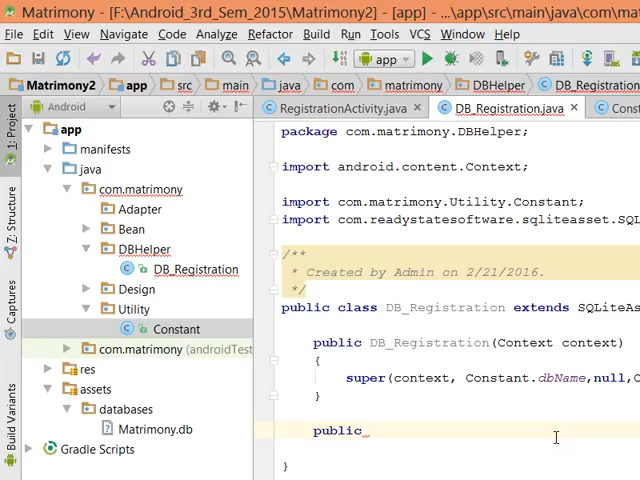 Matrimony - [F:\Android_3rd_Sem_2015\Matrimony2] - [app] - ...\app\src\main\java\com\mat
File Edit View Navigate Code Analyze Refactor Build Run Tools VCS Window Help
app
Matrimony2 app src main java com matrimony DBHelper DB_Registration
1: Project
Z: Structure
Captures
Build Variants
Android
app
manifests
java
com.matrimony
Adapter
Bean
DBHelper
DB_Registration
Design
Utility
Constant
com.matrimony (androidTest
res
assets
databases
Matrimony.db
Gradle Scripts
RegistrationActivity.java DB_Registration.java Const
package com.matrimony.DBHelper;
import android.content.Context;
import com.matrimony.Utility.Constant;
import com.readystatesoftware.sqliteasset.SQL
/**
* Created by Admin on 2/21/2016.
*/
public class DB_Registration extends SQLiteAs
public DB_Registration(Context context)
{
super(context, Constant.dbName,null,C
}
public
}